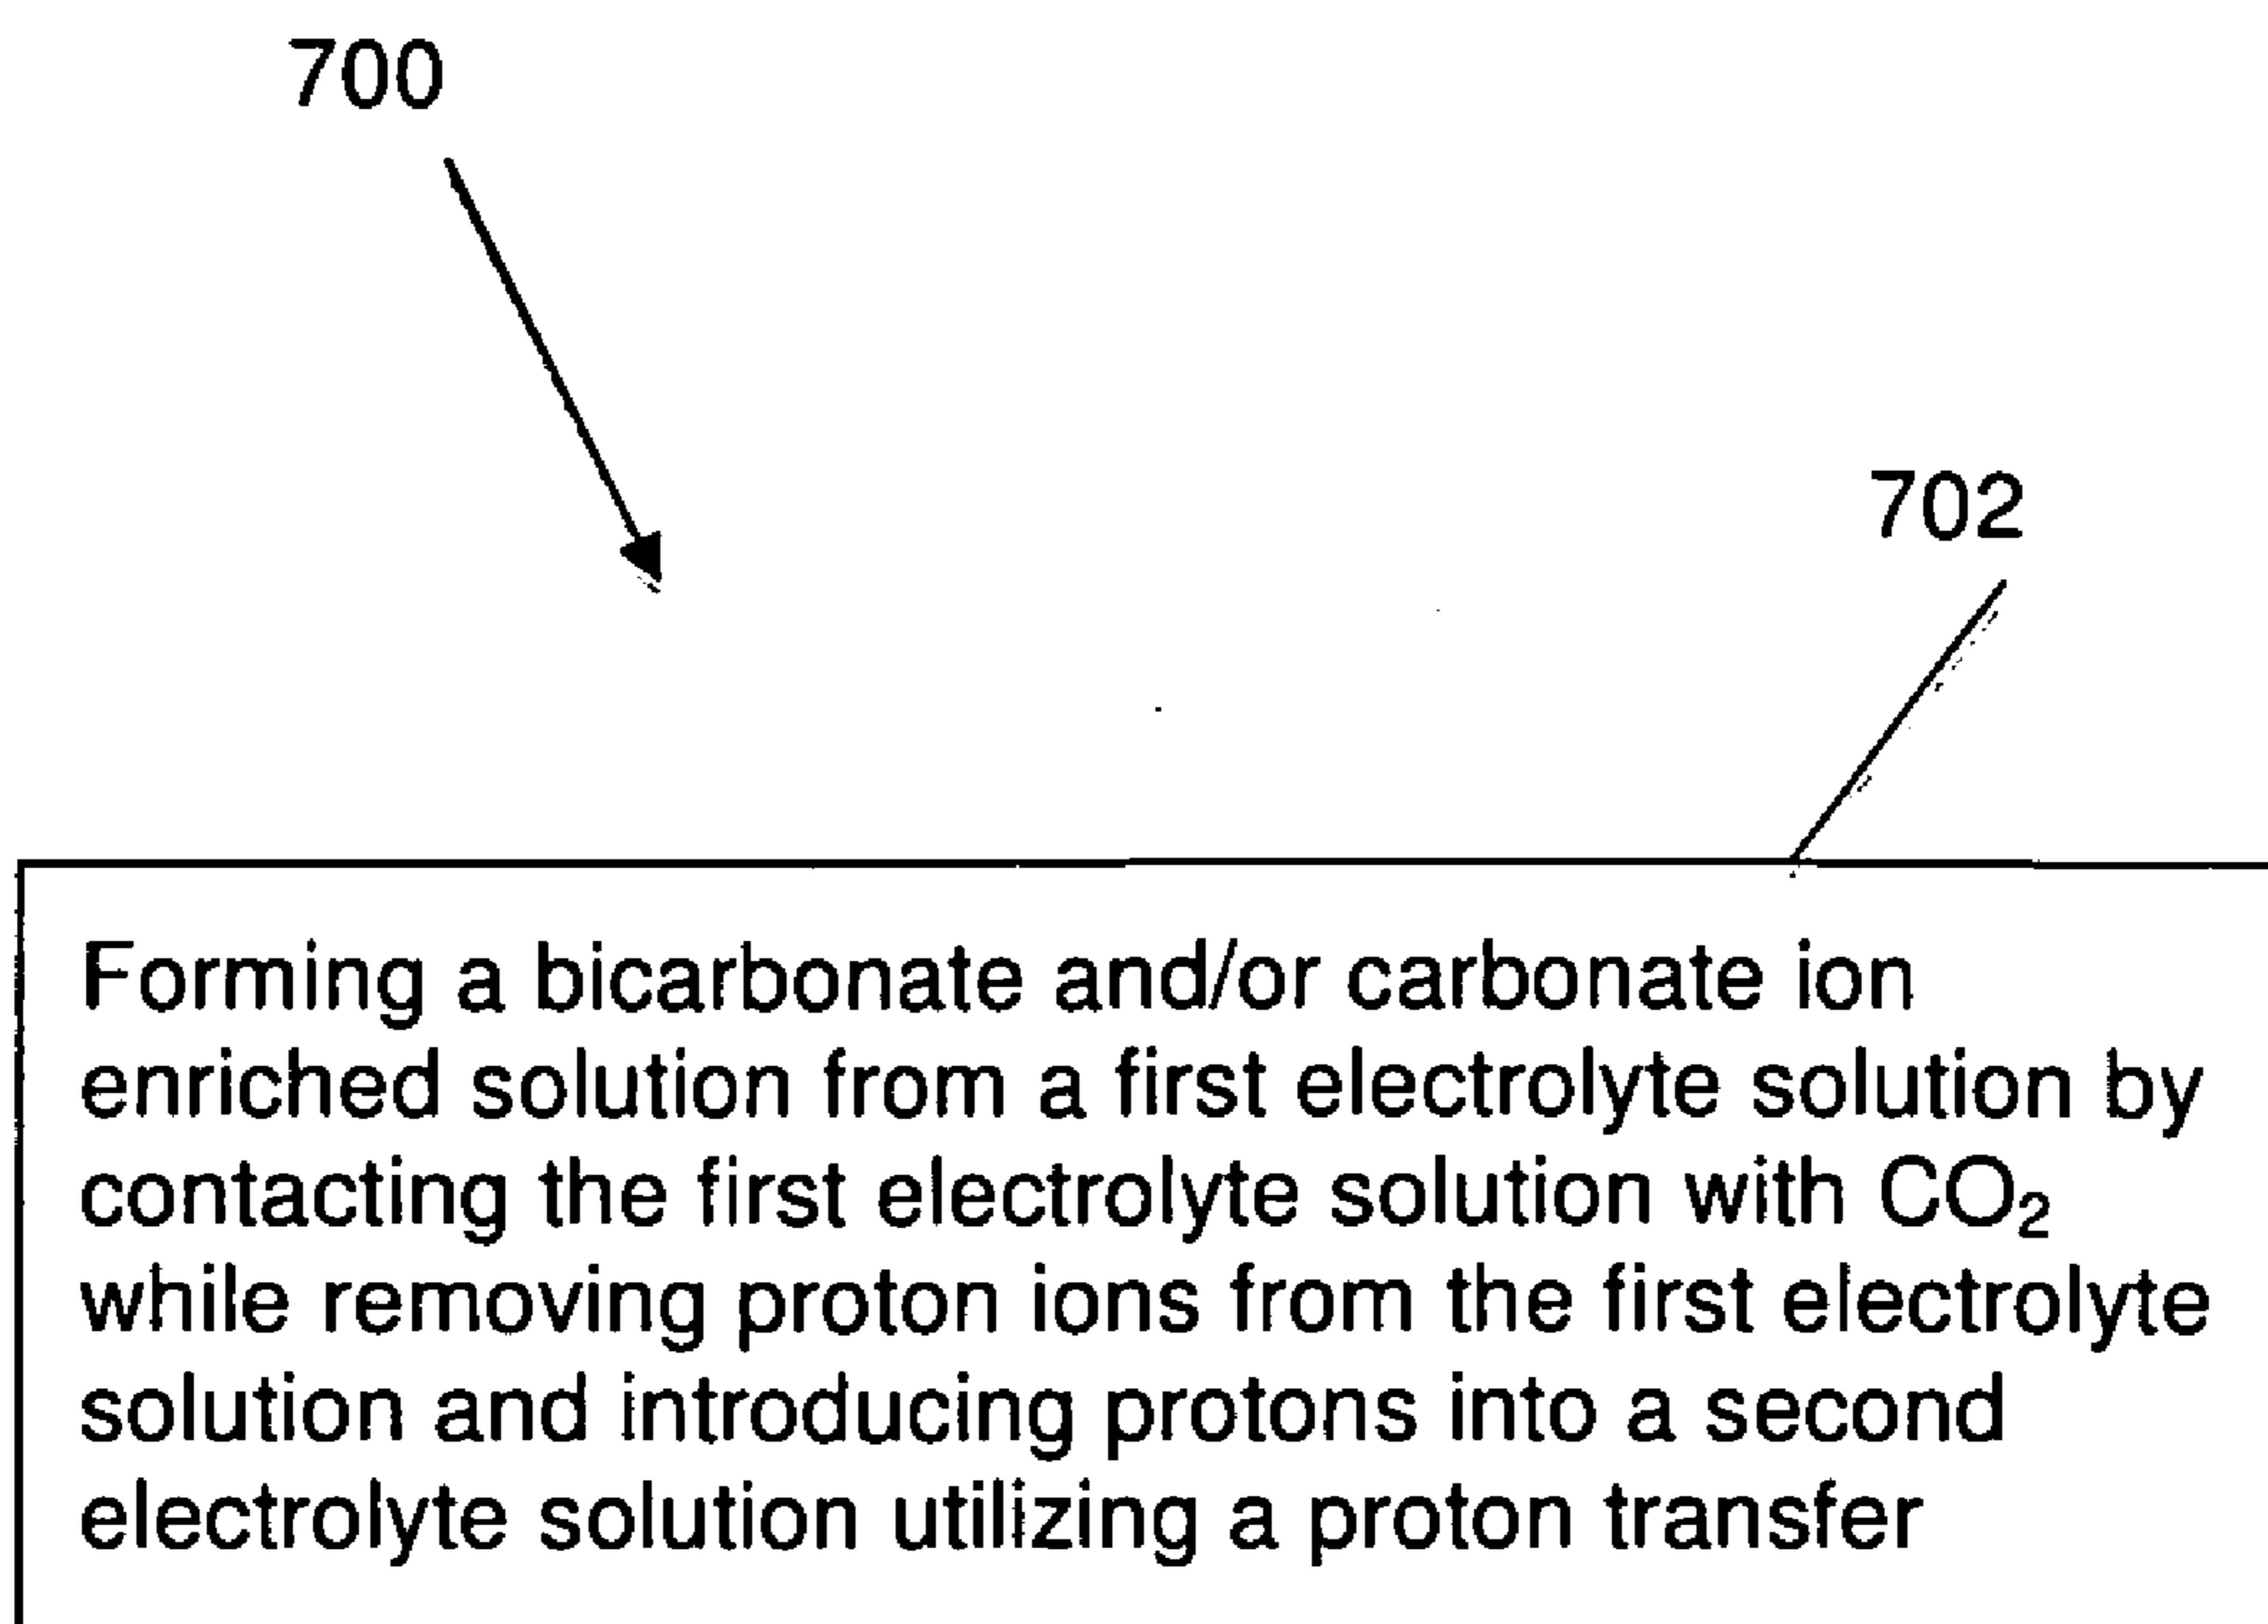 700
702
Forming a bicarbonate and/or carbonate ion
enriched solution from a first electrolyte solution by
contacting the first electrolyte solution with CO₂
while removing proton ions from the first electrolyte
solution and introducing protons into a second
electrolyte solution utilizing a proton transfer